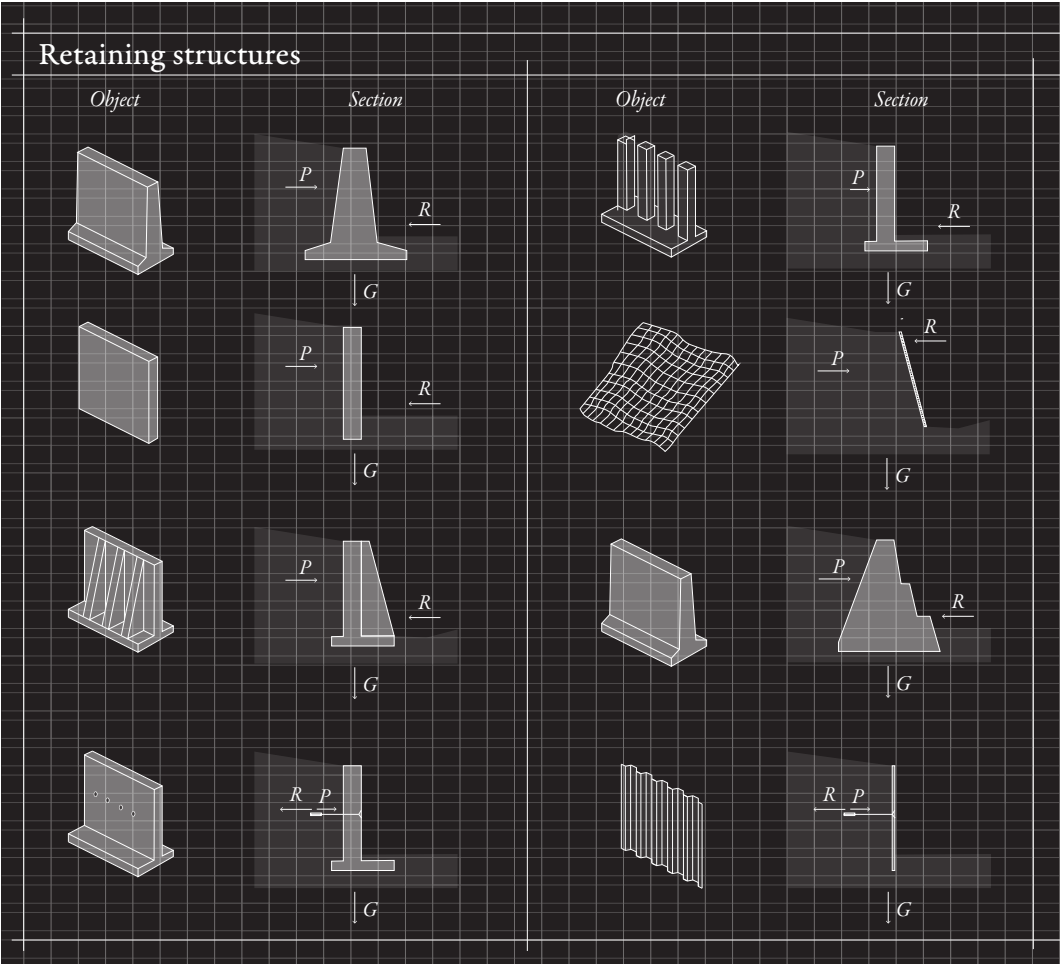 Retaining structures
Object Section Object Section
P P
R R
G G
P R
P
R
G G
P P
R R
G G
R P R P
G G